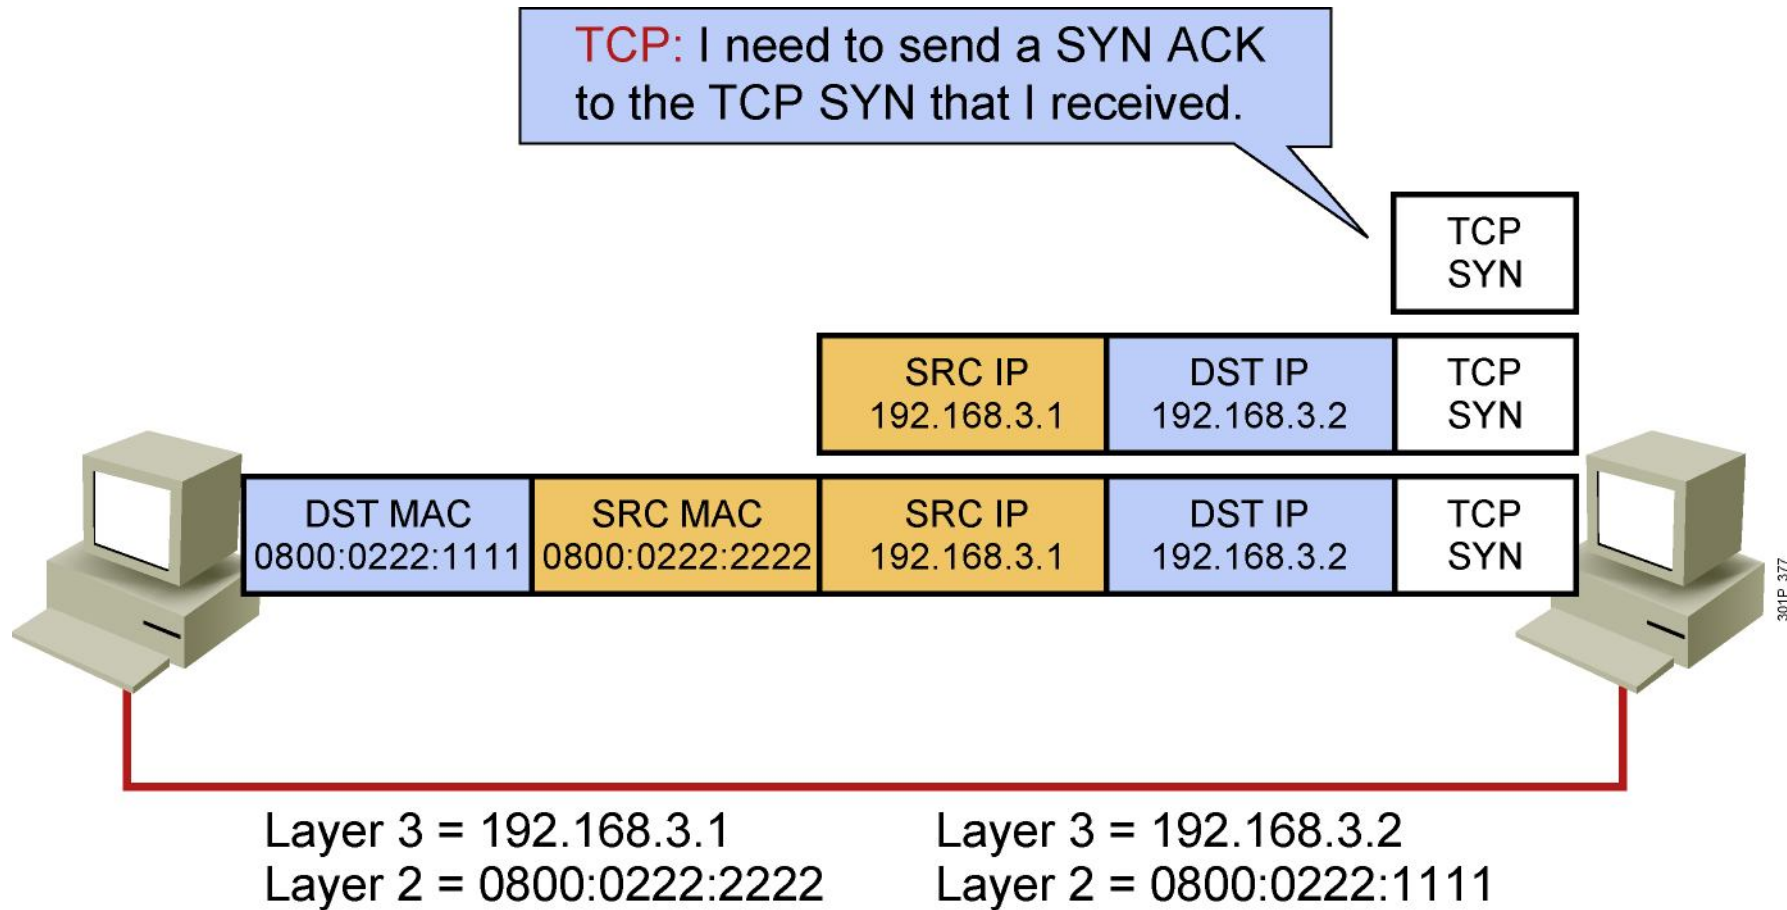 TCP: I need to send a SYN ACK
to the TCP SYN that I received.
TCP
SYN
SRC IP
192.168.3.1
DST IP
192.168.3.2
TCP
SYN
DST MAC
0800:0222:1111
SRC MAC
0800:0222:2222
SRC IP
192.168.3.1
DST IP
192.168.3.2
TCP
SYN
301P_377
Layer 3 = 192.168.3.1
Layer 2 = 0800:0222:2222
Layer 3 = 192.168.3.2
Layer 2 = 0800:0222:1111